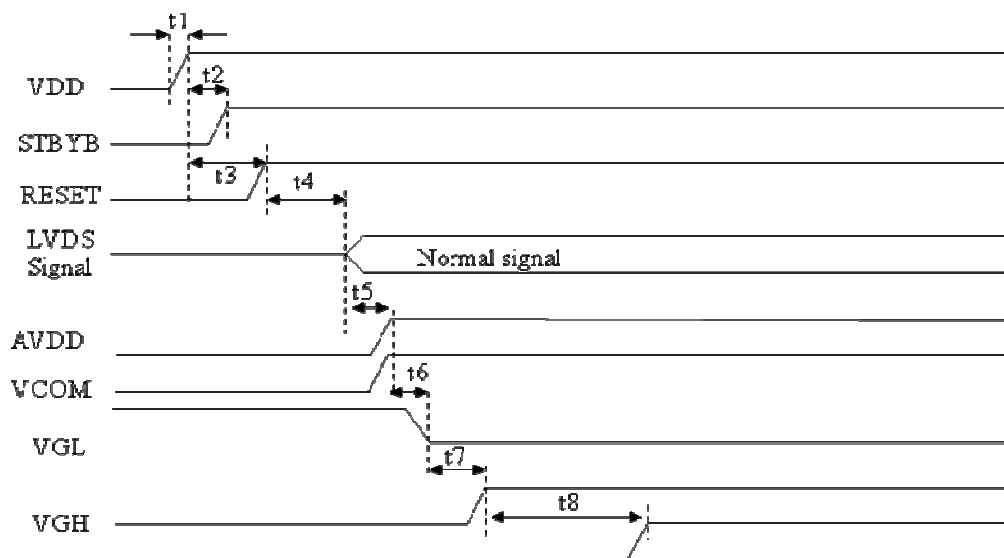 t1
VDD
t2
STBYB
t3
RESET
t4
LVDS
Signal
Normal signal
t5
AVDD
VCOM
t6
VGL
t7
VGH
t8